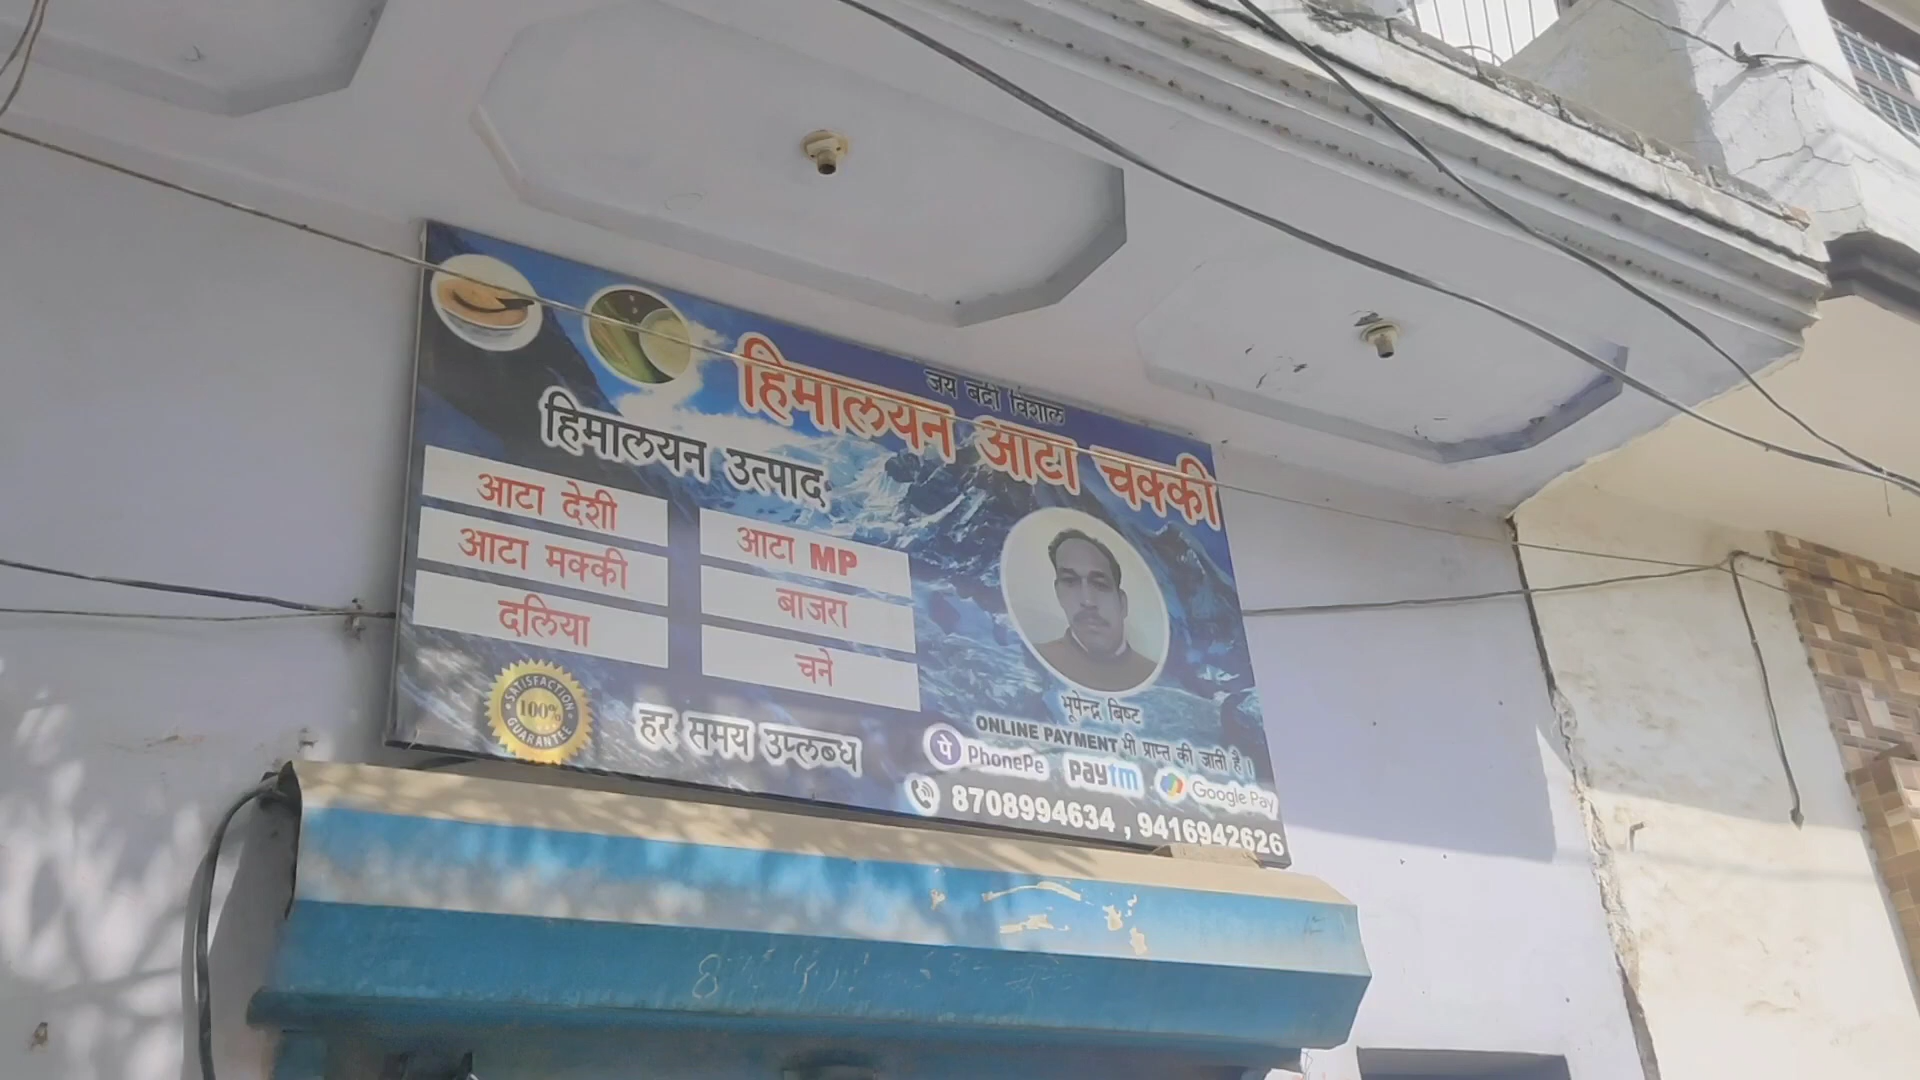 जय बद्री विशाल
हिमालयन आटा चक्की
हिमालयन उत्पाद
आटा देशी
आटा MP
आटा मक्की
बाजरा
दलिया
चने
SATISFACTION
100%
GUARANTEE
हर समय उप्लब्ध
भूपेन्द्र बिष्ट
ONLINE PAYMENT भी प्राप्त की जाती है।
पे PhonePe paytm Google Pay
8708994634 , 9416942626